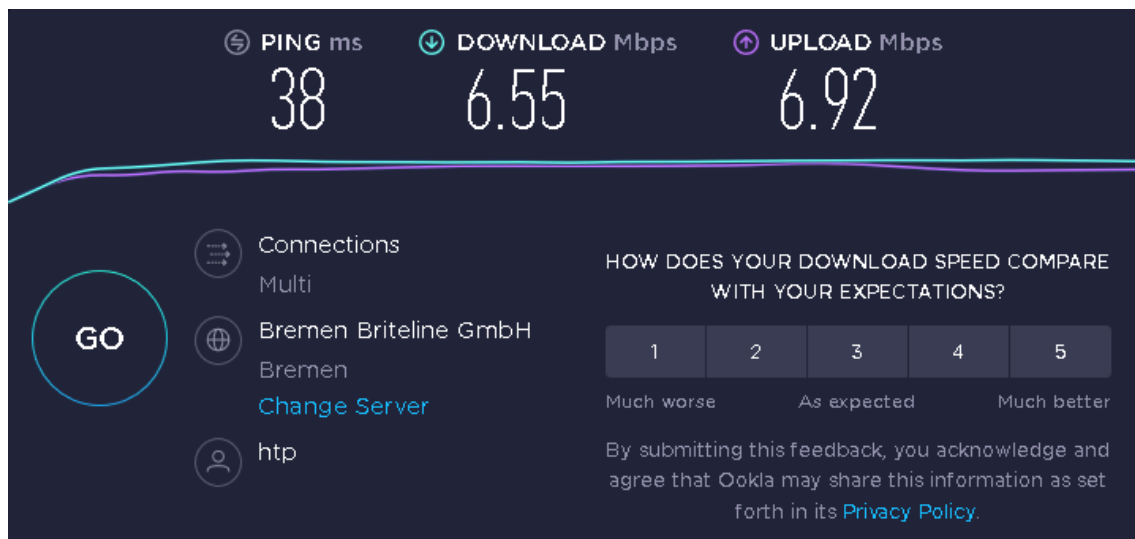 PING ms
38
DOWNLOAD Mbps
6.55
UPLOAD Mbps
6.92
GO
Connections
Multi
Bremen Briteline GmbH
Bremen
Change Server
htp
HOW DOES YOUR DOWNLOAD SPEED COMPARE
WITH YOUR EXPECTATIONS?
1 2 3 4 5
Much worse As expected Much better
By submitting this feedback, you acknowledge and
agree that Ookla may share this information as set
forth in its Privacy Policy.